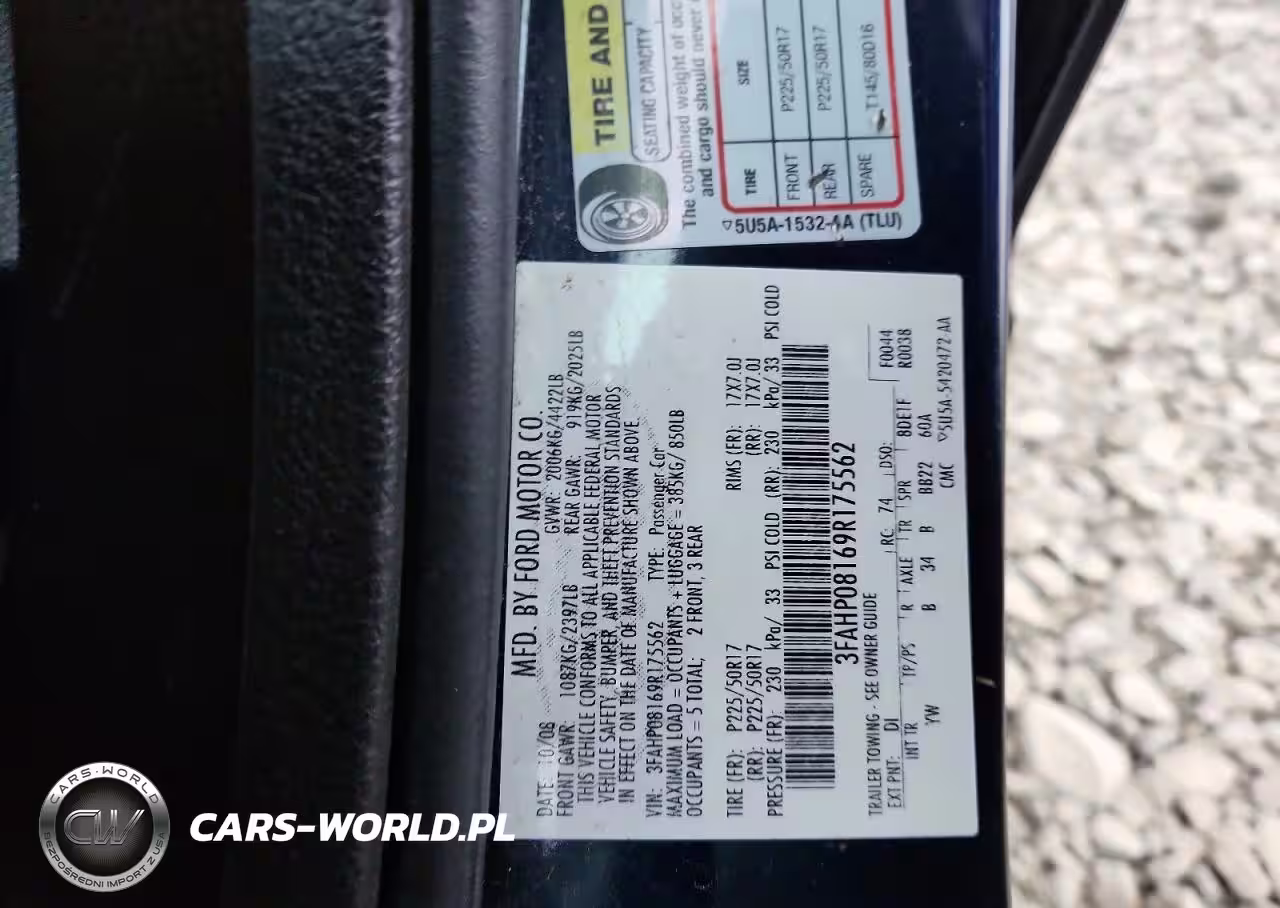 TIRE AND
SEATING CAPACITY
The combined weight of occ
and cargo should never
TIRE SIZE
FRONT P225/50R17
REAR P225/50R17
SPARE T145/80D16
5U5A-1532-AA (TLU)
MFD. BY FORD MOTOR CO.
DATE: 10/08 GVWR: 2006KG/4422LB
FRONT GAWR: 1087KG/2397LB REAR GAWR: 919KG/2025LB
THIS VEHICLE CONFORMS TO ALL APPLICABLE FEDERAL MOTOR
VEHICLE SAFETY, BUMPER, AND THEFT PREVENTION STANDARDS
IN EFFECT ON THE DATE OF MANUFACTURE SHOWN ABOVE.
VIN: 3FAHP08169R175562 TYPE: Passenger Car
MAXIMUM LOAD = OCCUPANTS + LUGGAGE = 385KG/ 850LB
OCCUPANTS = 5 TOTAL; 2 FRONT, 3 REAR
TIRE (FR): P225/50R17 RIMS (FR): 17X7.0J
(RR): P225/50R17 (RR): 17X7.0J
PRESSURE (FR): 230 kPa/ 33 PSI COLD (RR): 230 kPa/ 33 PSI COLD
3FAHP08169R175562
TRAILER TOWING - SEE OWNER GUIDE F0044
EXT PNT: DI RC: 74 DSO: R0038
INT TR TP/PS R AXLE TR SPR 8DE1F
YW B 34 B BB22 60A
CMC 5U5A-5420472-AA
CARS-WORLD
CW
BEZPOŚREDNI IMPORT Z USA
CARS-WORLD.PL